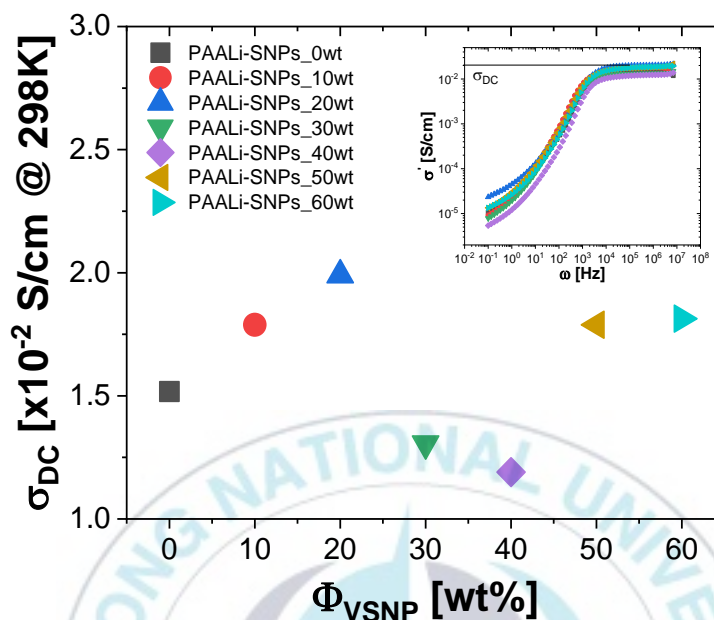 3.0
2.5
2.0
1.5
1.0
σDC [x10-2 S/cm @ 298K]
PAALi-SNPs_0wt
PAALi-SNPs_10wt
PAALi-SNPs_20wt
PAALi-SNPs_30wt
PAALi-SNPs_40wt
PAALi-SNPs_50wt
PAALi-SNPs_60wt
σDC
10-2
10-3
10-4
10-5
σ' [S/cm]
10-2 10-1 100 101 102 103 104 105 106 107 108
ω [Hz]
0 10 20 30 40 50 60
ΦVSNP [wt%]
ONG NATIONAL UNIVE